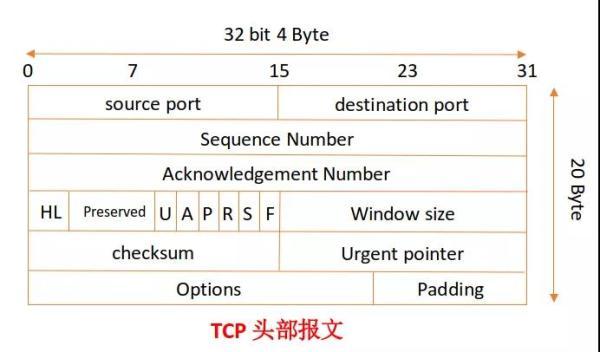 32 bit 4 Byte
0 7 15 23 31
source port destination port
Sequence Number
Acknowledgement Number
HL Preserved U A P R S F Window size
checksum Urgent pointer
Options Padding
20 Byte
TCP 头部报文